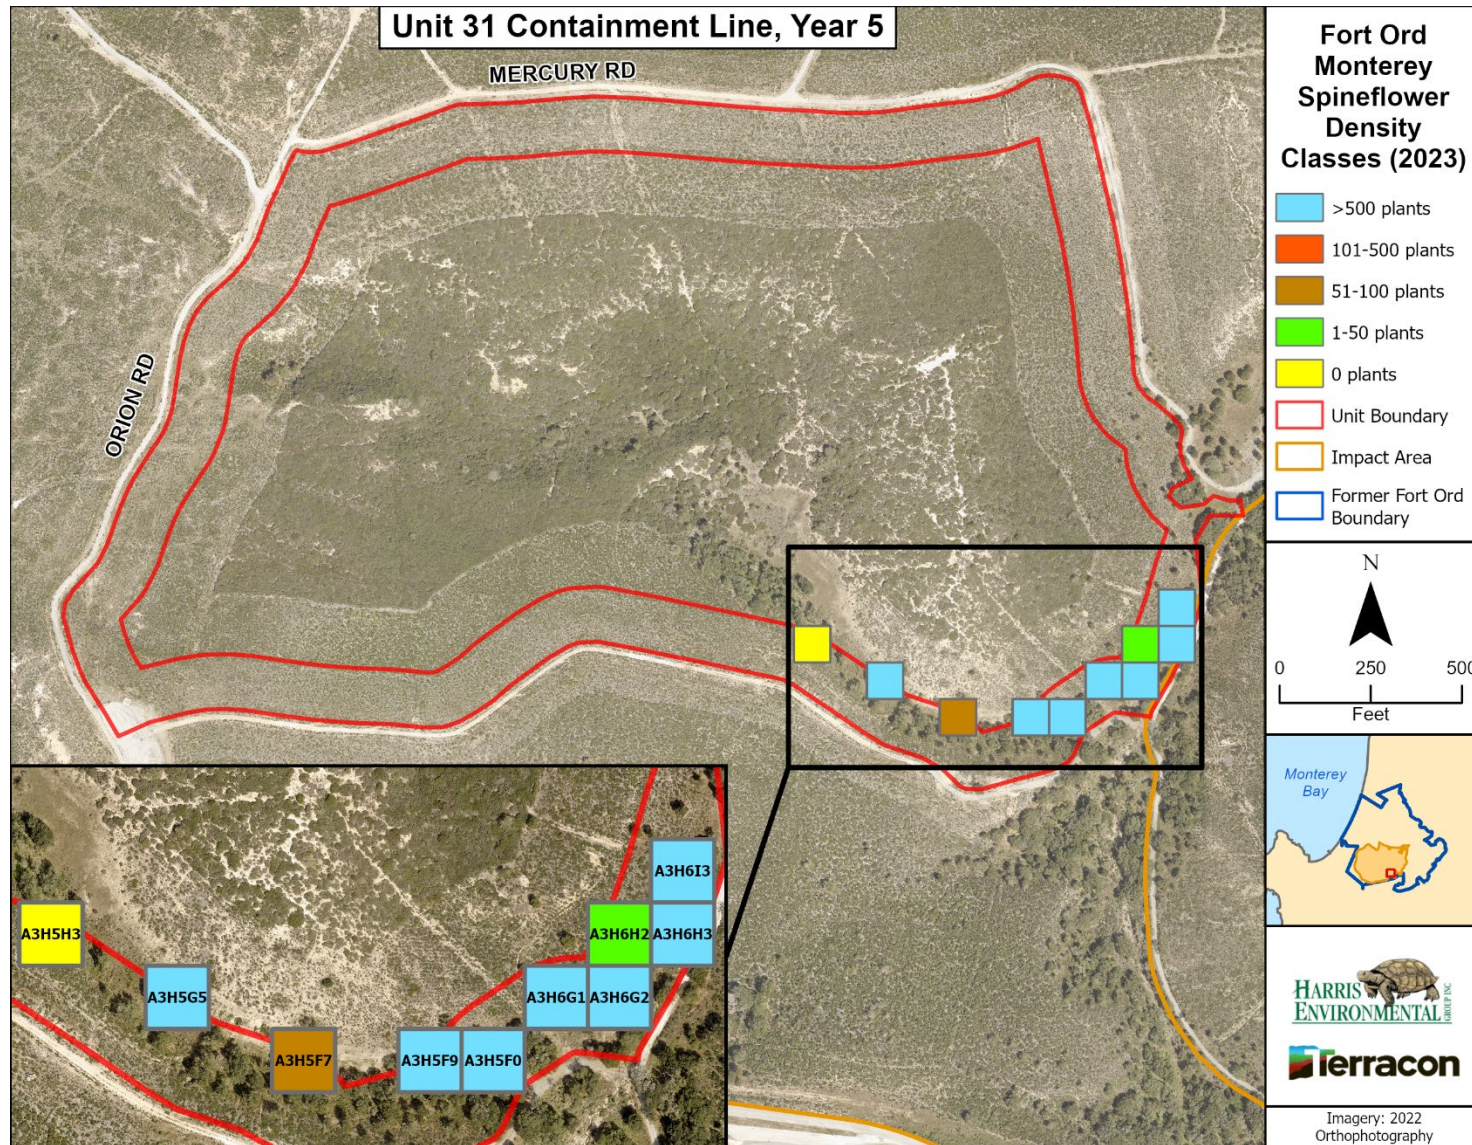 Unit 31 Containment Line, Year 5
MERCURY RD
ORION RD
A3H6I3
A3H5H3
A3H6H2
A3H6H3
A3H5G5
A3H6G1
A3H6G2
A3H5F7
A3H5F9
A3H5F0
Fort Ord
Monterey
Spineflower
Density
Classes (2023)
>500 plants
101-500 plants
51-100 plants
1-50 plants
0 plants
Unit Boundary
Impact Area
Former Fort Ord
Boundary
N
0 250 500
Feet
Monterey
Bay
HARRIS
ENVIRONMENTAL
GROUP INC
Terracon
Imagery: 2022
Orthophotography